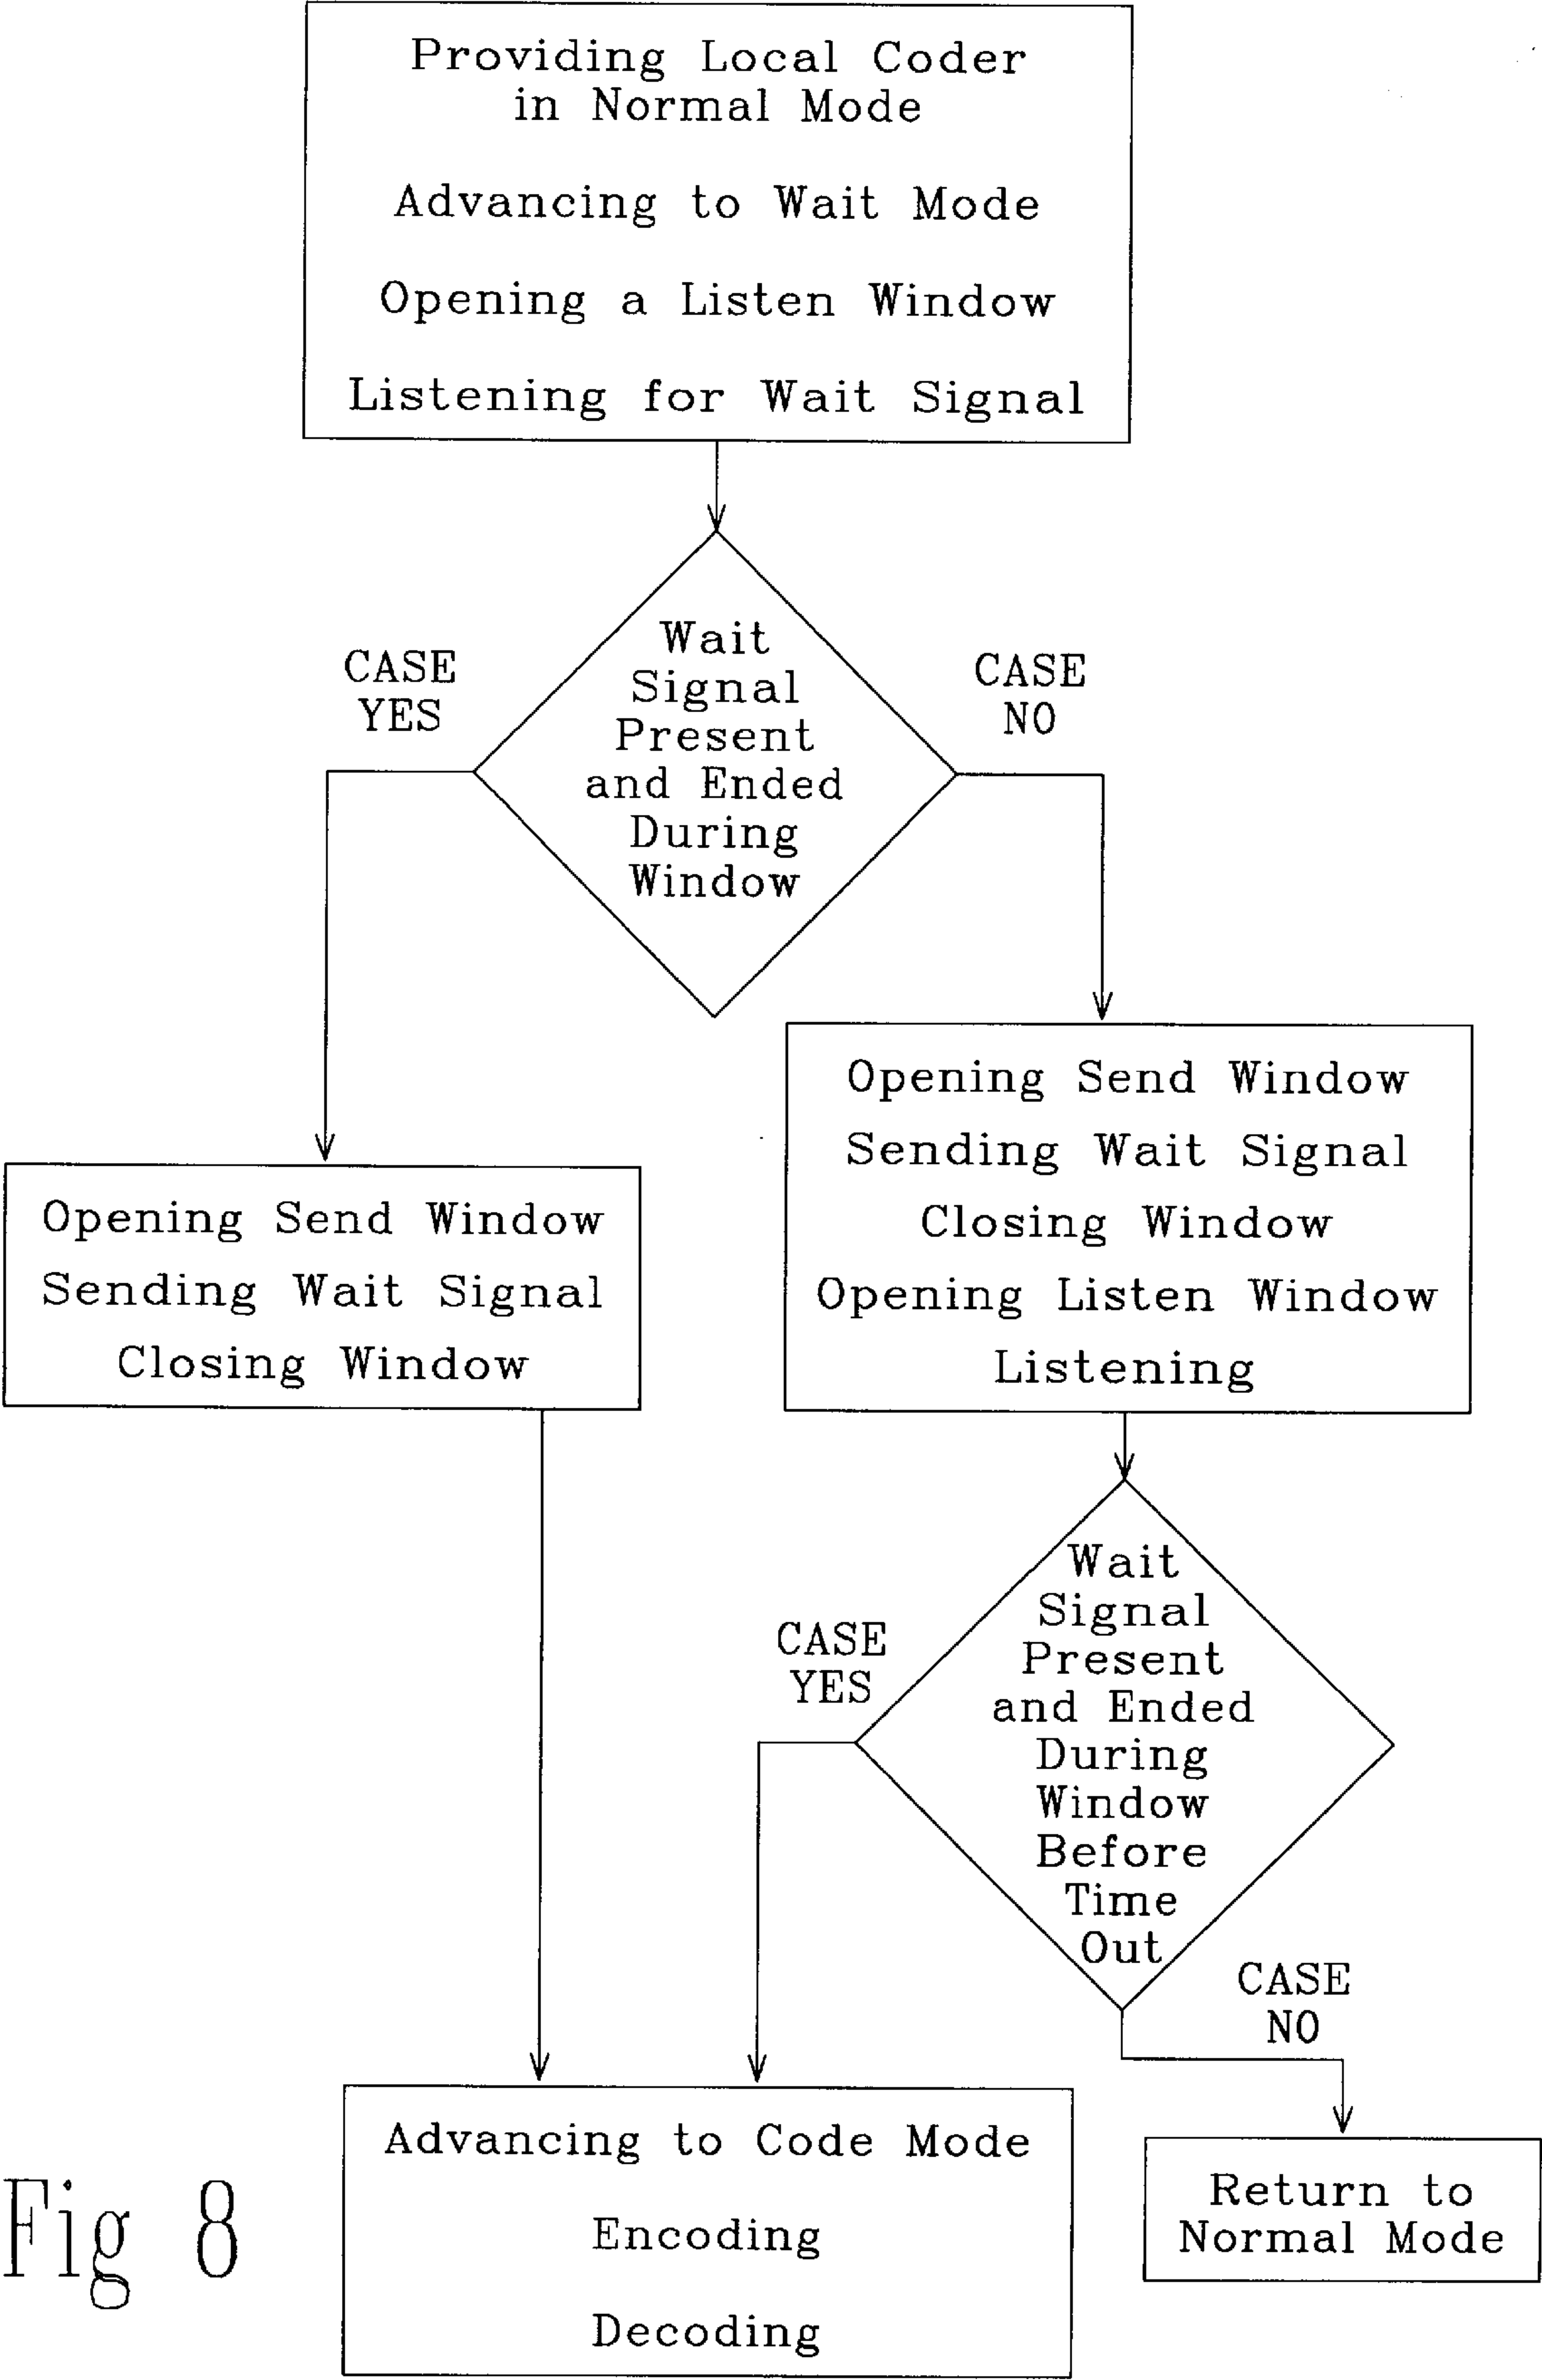 Providing Local Coder
in Normal Mode
Advancing to Wait Mode
Opening a Listen Window
Listening for Wait Signal
Wait
Signal
Present
and Ended
During
Window
CASE
YES
CASE
NO
Opening Send Window
Sending Wait Signal
Closing Window
Opening Send Window
Sending Wait Signal
Closing Window
Opening Listen Window
Listening
Wait
Signal
Present
and Ended
During
Window
Before
Time
Out
CASE
YES
CASE
NO
Advancing to Code Mode
Encoding
Decoding
Return to
Normal Mode
Fig 8